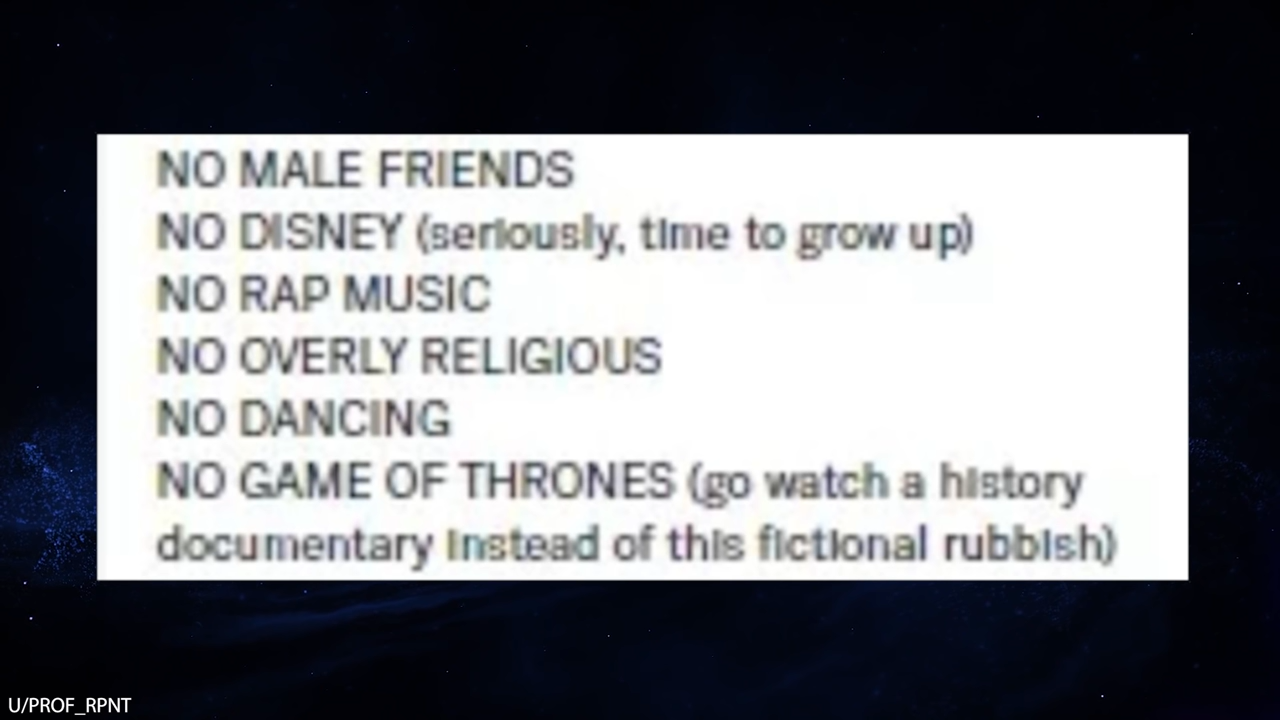 NO MALE FRIENDS
NO DISNEY (seriously, time to grow up)
NO RAP MUSIC
NO OVERLY RELIGIOUS
NO DANCING
NO GAME OF THRONES (go watch a history
documentary instead of this fictional rubbish)
U/PROF_RPNT